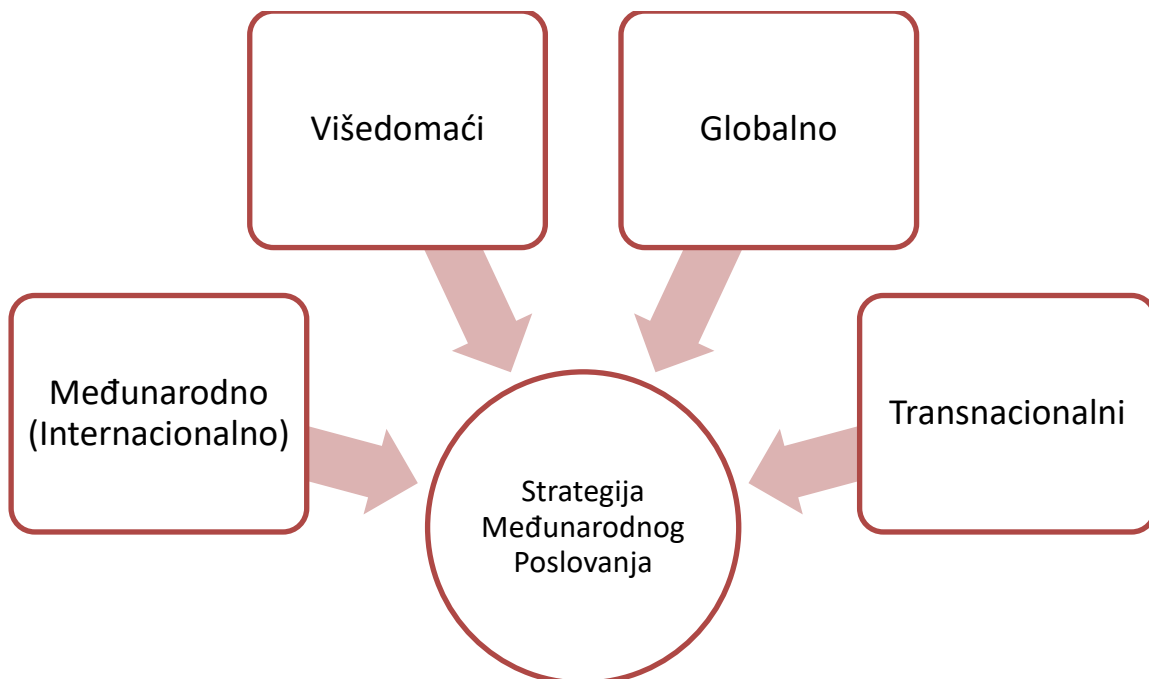 Višedomaći
Globalno
Međunarodno
(Internacionalno)
Transnacionalni
Strategija
Međunarodnog
Poslovanja